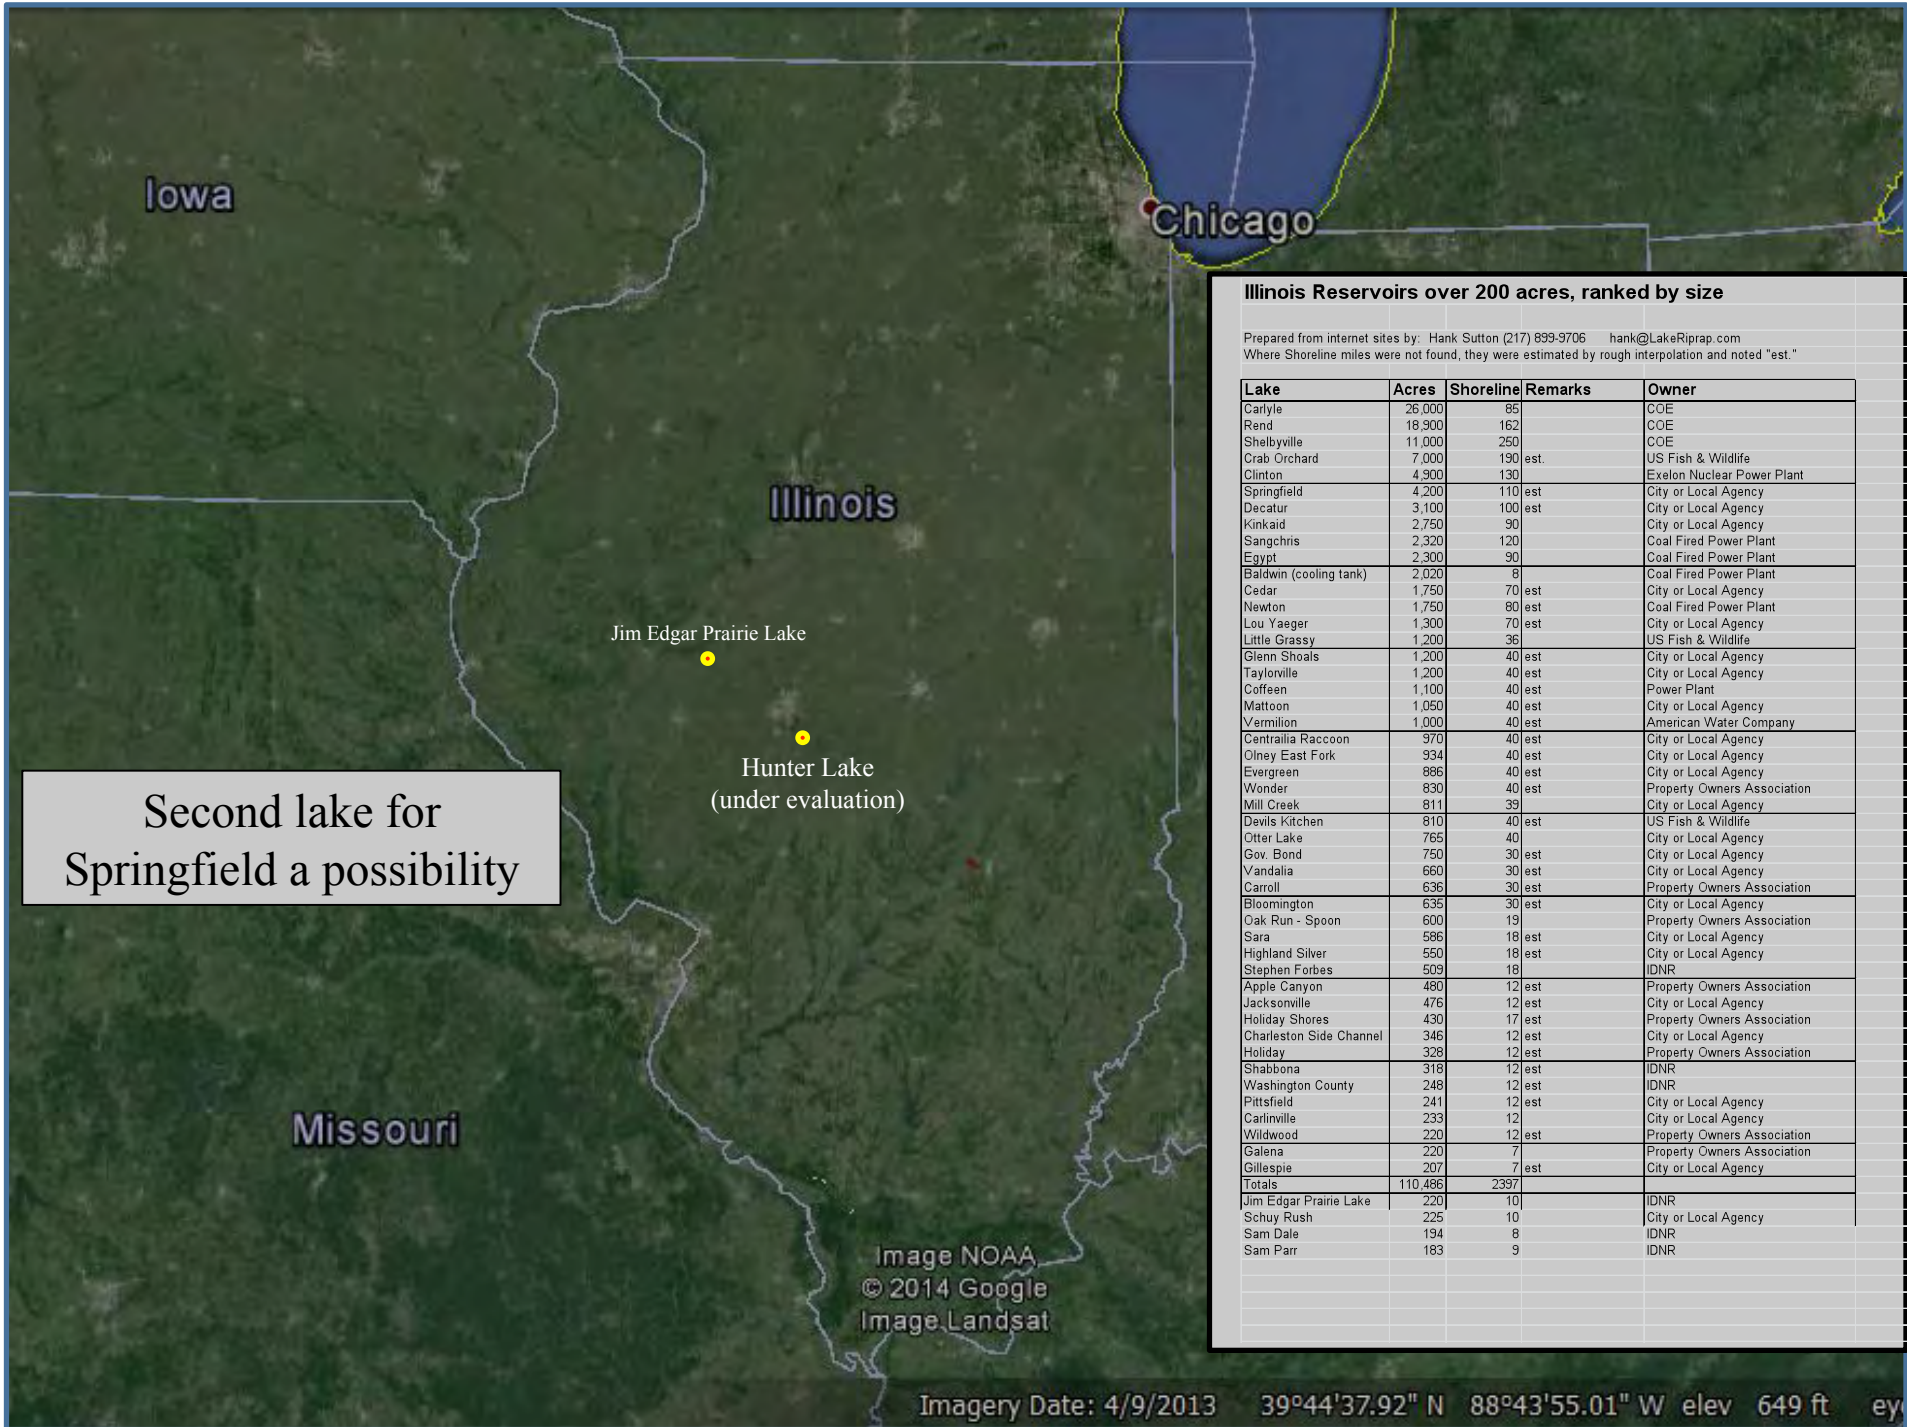 Iowa
Chicago
Illinois
Jim Edgar Prairie Lake
Hunter Lake
(under evaluation)
Second lake for
Springfield a possibility
Missouri
Image NOAA
© 2014 Google
Image Landsat
Imagery Date: 4/9/2013 39°44'37.92" N 88°43'55.01" W elev 649 ft
Illinois Reservoirs over 200 acres, ranked by size
Prepared from internet sites by: Hank Sutton (217) 899-9706 hank@LakeRiprap.com
Where Shoreline miles were not found, they were estimated by rough interpolation and noted "est."
Lake Acres Shoreline Remarks Owner
Carlyle 26,000 85 COE
Rend 18,900 162 COE
Shelbyville 11,000 250 COE
Crab Orchard 7,000 190 est. US Fish & Wildlife
Clinton 4,900 130 Exelon Nuclear Power Plant
Springfield 4,200 110 est City or Local Agency
Decatur 3,100 100 est City or Local Agency
Kinkaid 2,750 90 City or Local Agency
Sangchris 2,320 120 Coal Fired Power Plant
Egypt 2,300 90 Coal Fired Power Plant
Baldwin (cooling tank) 2,020 8 Coal Fired Power Plant
Cedar 1,750 70 est City or Local Agency
Newton 1,750 80 est Coal Fired Power Plant
Lou Yaeger 1,300 70 est City or Local Agency
Little Grassy 1,200 36 US Fish & Wildlife
Glenn Shoals 1,200 40 est City or Local Agency
Taylorville 1,200 40 est City or Local Agency
Coffeen 1,100 40 est Power Plant
Mattoon 1,050 40 est City or Local Agency
Vermilion 1,000 40 est American Water Company
Centrailia Raccoon 970 40 est City or Local Agency
Olney East Fork 934 40 est City or Local Agency
Evergreen 886 40 est City or Local Agency
Wonder 830 40 est Property Owners Association
Mill Creek 811 39 City or Local Agency
Devils Kitchen 810 40 est US Fish & Wildlife
Otter Lake 765 40 City or Local Agency
Gov. Bond 750 30 est City or Local Agency
Vandalia 660 30 est City or Local Agency
Carroll 636 30 est Property Owners Association
Bloomington 635 30 est City or Local Agency
Oak Run - Spoon 600 19 Property Owners Association
Sara 586 18 est City or Local Agency
Highland Silver 550 18 est City or Local Agency
Stephen Forbes 509 18 IDNR
Apple Canyon 480 12 est Property Owners Association
Jacksonville 476 12 est City or Local Agency
Holiday Shores 430 17 est Property Owners Association
Charleston Side Channel 346 12 est City or Local Agency
Holiday 328 12 est Property Owners Association
Shabbona 318 12 est IDNR
Washington County 248 12 est IDNR
Pittsfield 241 12 est City or Local Agency
Carlinville 233 12 City or Local Agency
Wildwood 220 12 est Property Owners Association
Galena 220 7 Property Owners Association
Gillespie 207 7 est City or Local Agency
Totals 110,486 2397
Jim Edgar Prairie Lake 220 10 IDNR
Schuy Rush 225 10 City or Local Agency
Sam Dale 194 8 IDNR
Sam Parr 183 9 IDNR